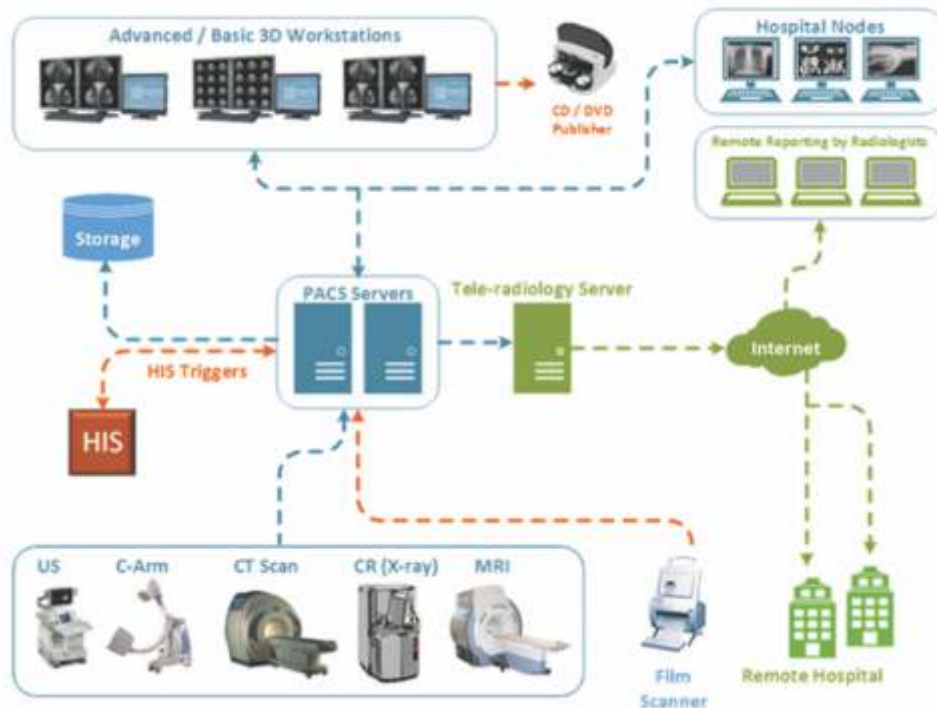 Advanced / Basic 3D Workstations
Hospital Nodes
CD / DVD
Publisher
Remote Reporting by Radiologists
Storage
PACS Servers
Tele-radiology Server
Internet
HIS Triggers
HIS
US
C-Arm
CT Scan
CR (X-ray)
MRI
Film
Scanner
Remote Hospital